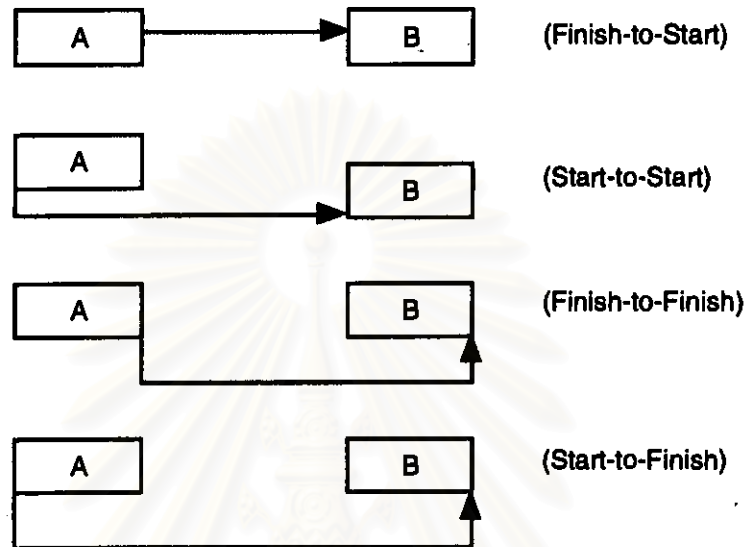 A B (Finish-to-Start)
A B (Start-to-Start)
A B (Finish-to-Finish)
A B (Start-to-Finish)